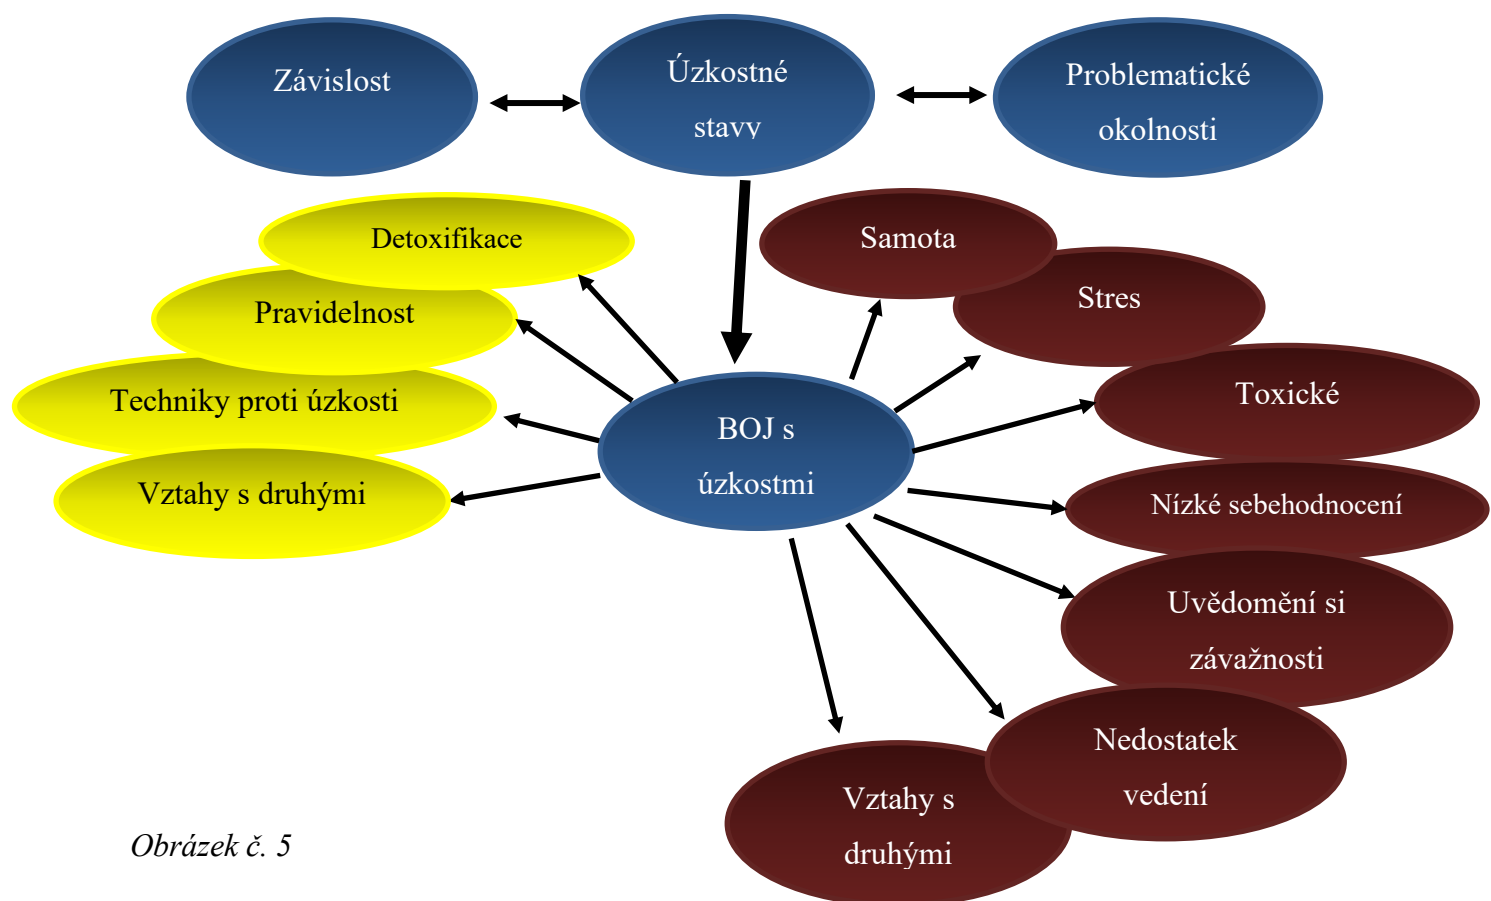 Závislost
Úzkostné
stavy
Problematické
okolnosti
Detoxifikace
Pravidelnost
Techniky proti úzkosti
Vztahy s druhými
BOJ s
úzkostmi
Samota
Stres
Toxické
Nízké sebehodnocení
Uvědomění si
závažnosti
Nedostatek
vedení
Vztahy s
druhými
Obrázek č. 5